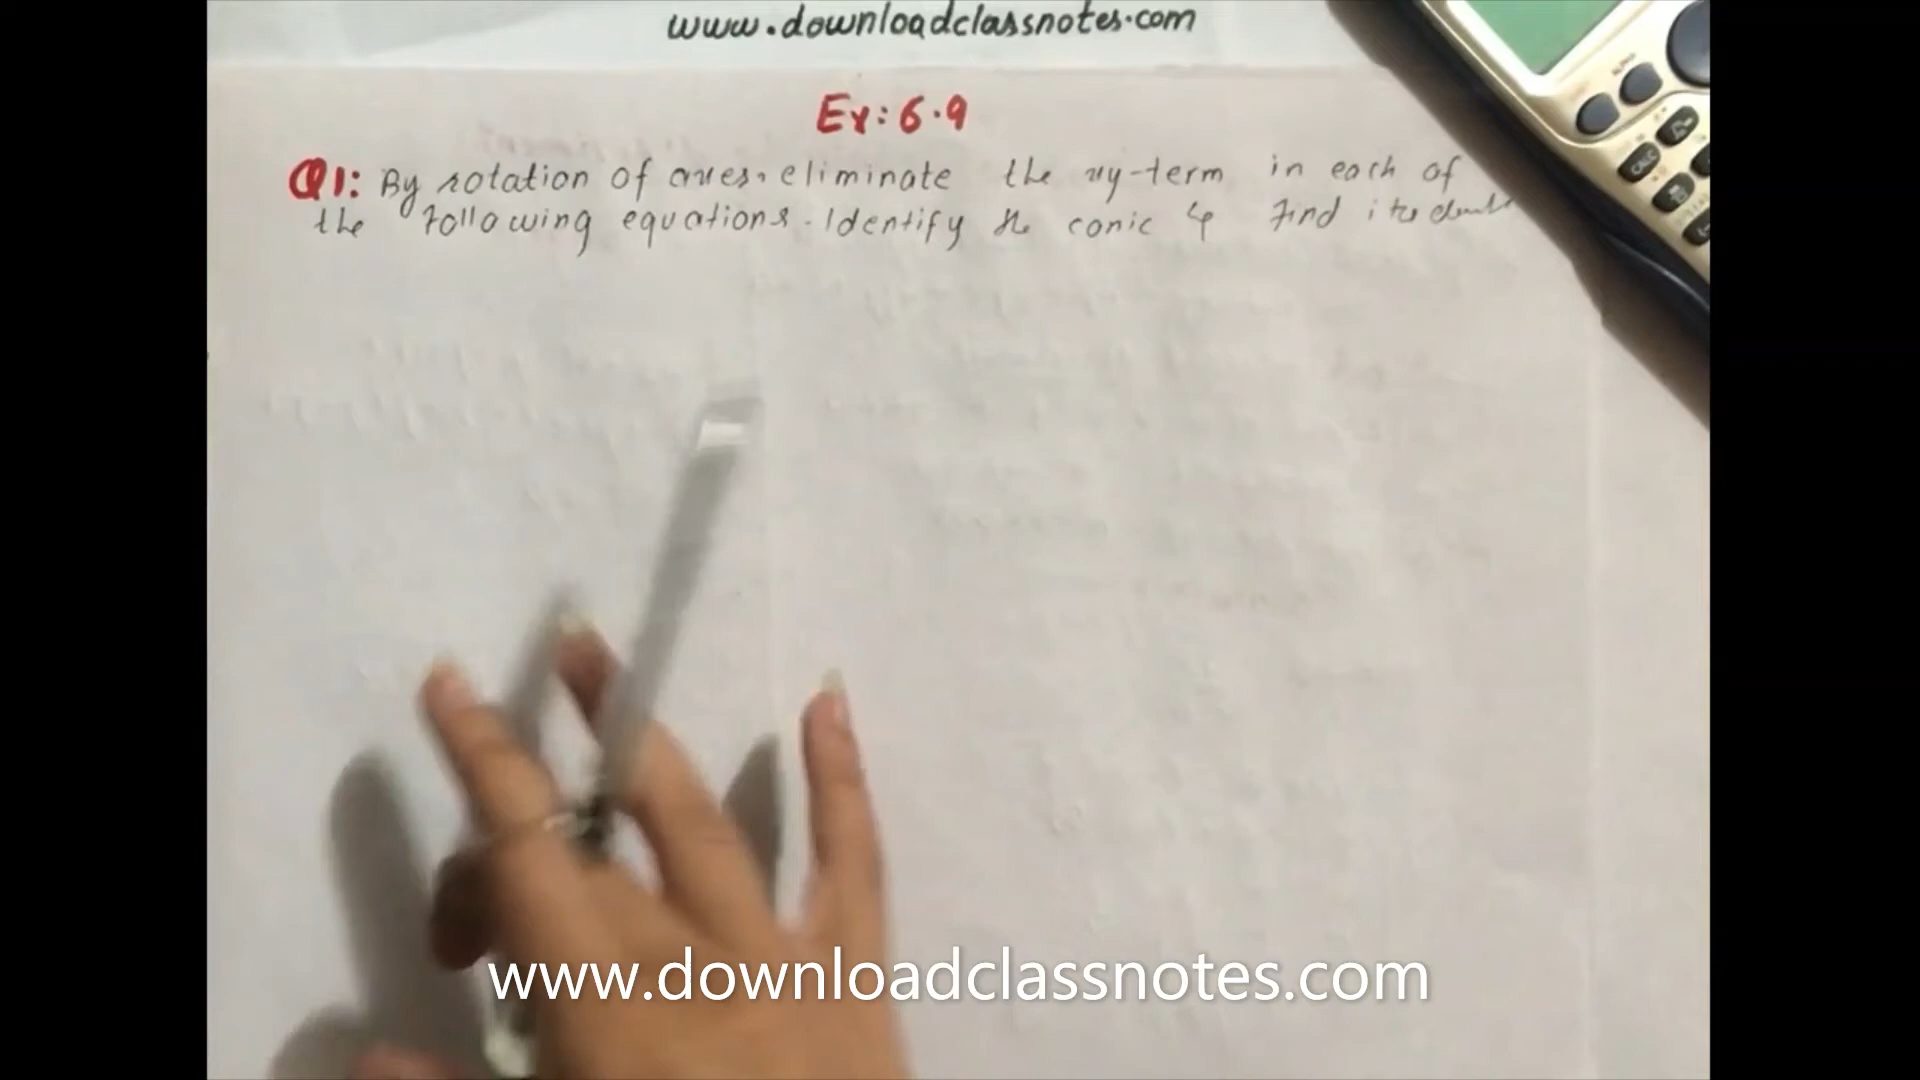 www.downloadclassnotes.com
Ex: 6.9
Q1: By rotation of axes, eliminate the xy-term in each of
the following equations. Identify the conic & find its
www.downloadclassnotes.com